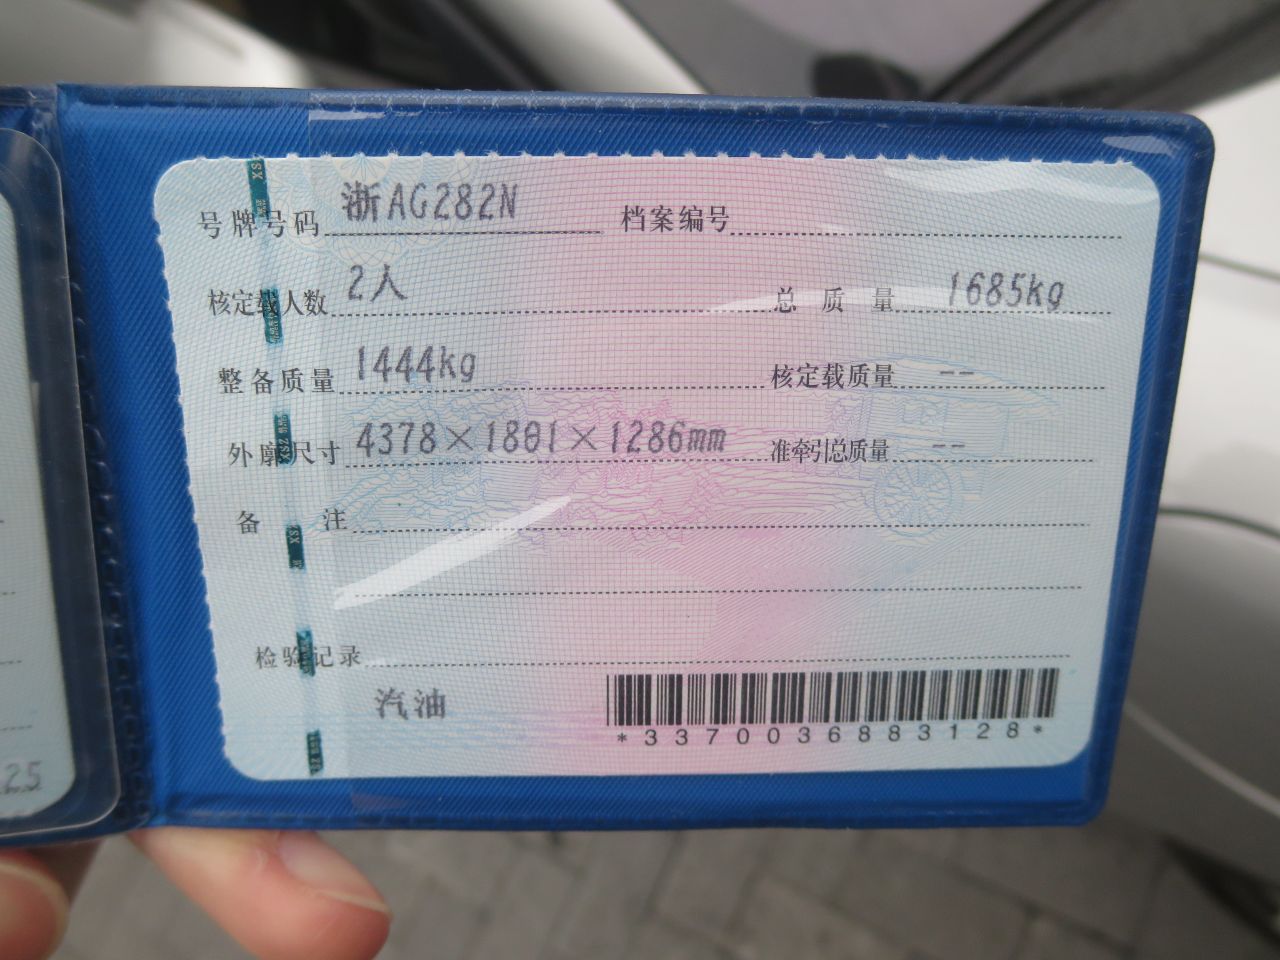 号牌号码 浙AG282N 档案编号
核定载人数 2人 总质量 1685kg
整备质量 1444kg 核定载质量 --
外廓尺寸 4378×1801×1286mm 准牵引总质量 --
备注
检验记录
汽油
*3370036883128*
.25